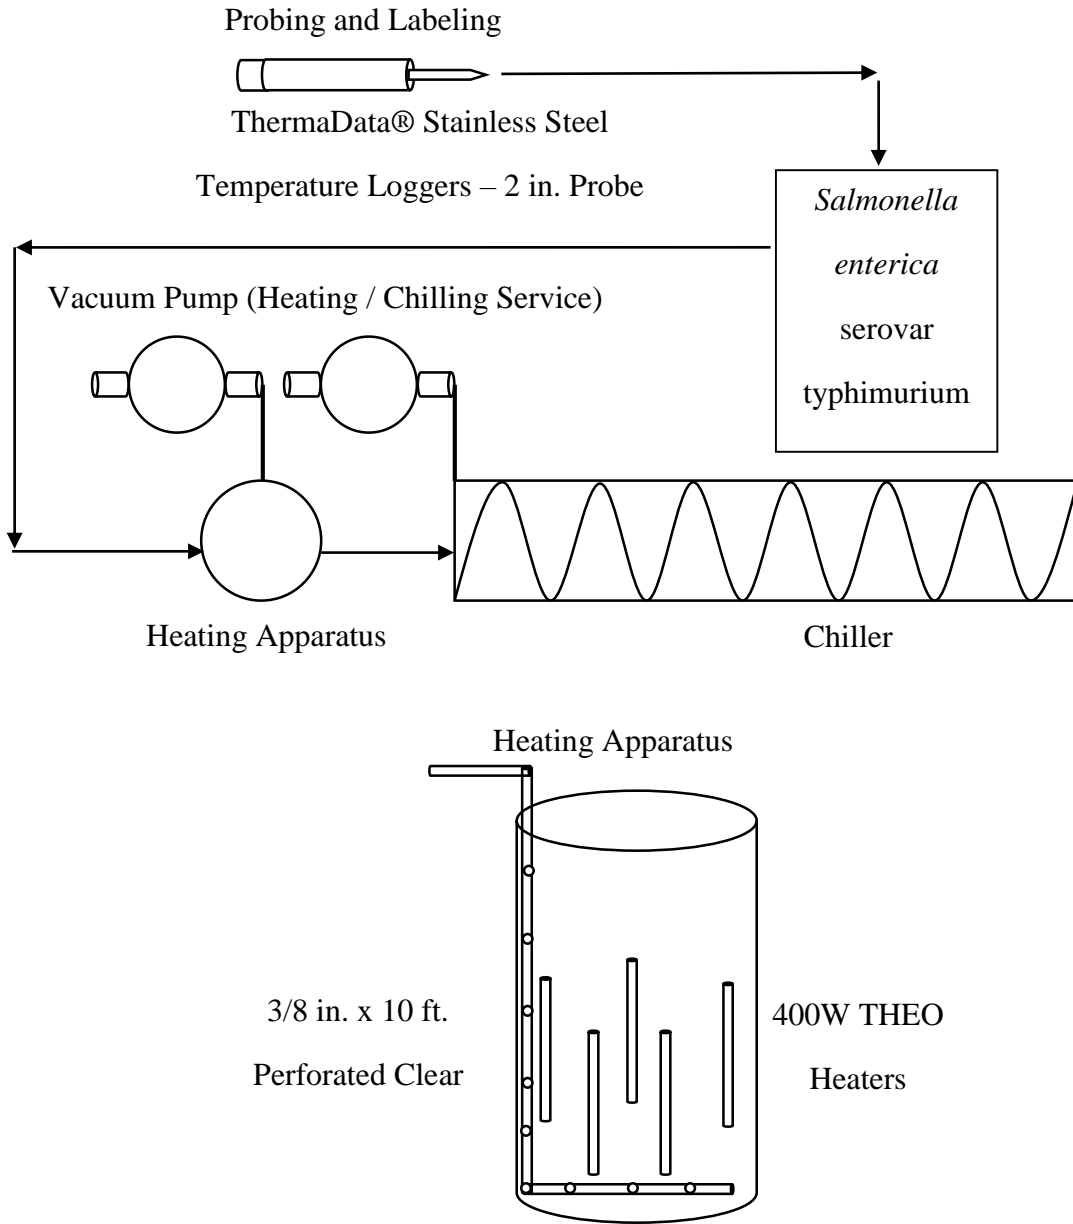 Probing and Labeling
ThermaData® Stainless Steel
Temperature Loggers – 2 in. Probe
Salmonella
enterica
serovar
typhimurium
Vacuum Pump (Heating / Chilling Service)
Heating Apparatus
Chiller
Heating Apparatus
3/8 in. x 10 ft.
Perforated Clear
400W THEO
Heaters